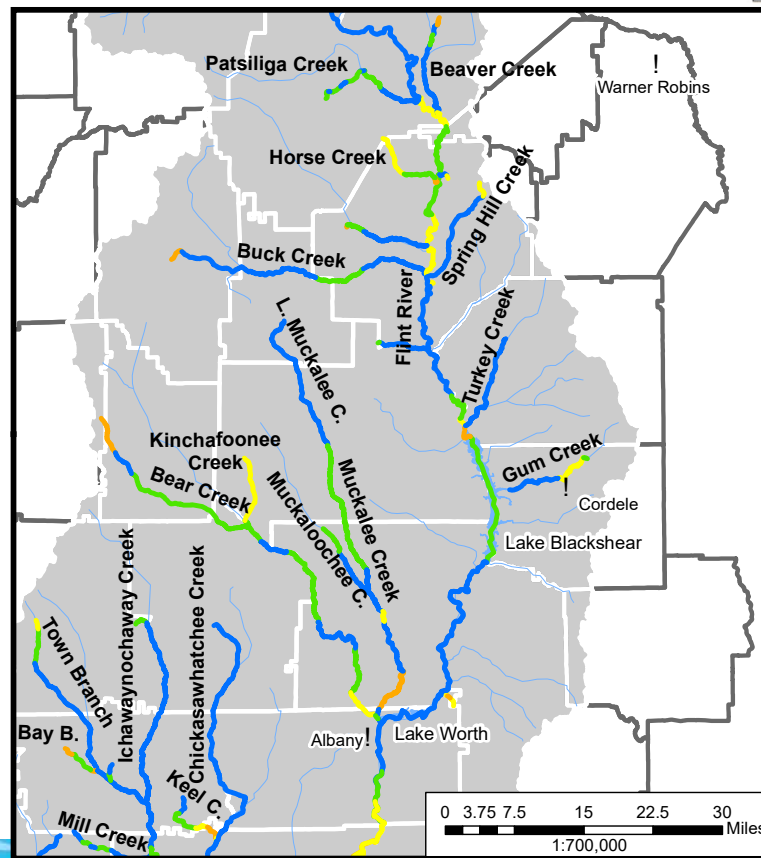 Patsiliga Creek
Beaver Creek
!
Warner Robins
Horse Creek
Spring Hill Creek
Buck Creek
Flint River
L. Muckalee C.
Turkey Creek
Kinchafoonee
Creek
Bear Creek
Gum Creek
!
Cordele
Muckalee Creek
Muckaloochee C.
Lake Blackshear
Ichawaynochaway Creek
Chickasawhatchee Creek
Town Branch
Bay B.
Albany !
Lake Worth
Keel C.
Mill Creek
0 3.75 7.5 15 22.5 30
Miles
1:700,000